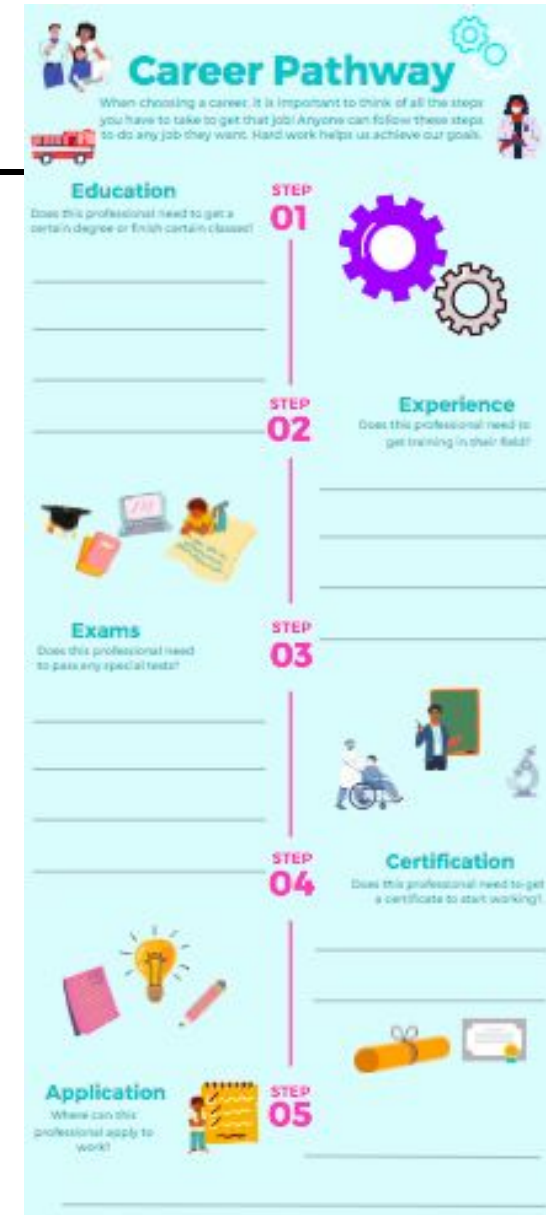 Career Pathway
When choosing a career, it is important to think of all the steps
you have to take to get that job! Anyone can follow these steps
to do any job they want. Hard work helps us achieve our goals.
Education
Does this professional need to get a
certain degree or finish certain classes?
STEP
01
STEP
02
Experience
Does this professional need to
get training in their field?
Exams
Does this professional need
to pass any special tests?
STEP
03
STEP
04
Certification
Does this professional need to get
a certificate to start working?
Application
Where can this
professional apply to
work?
STEP
05